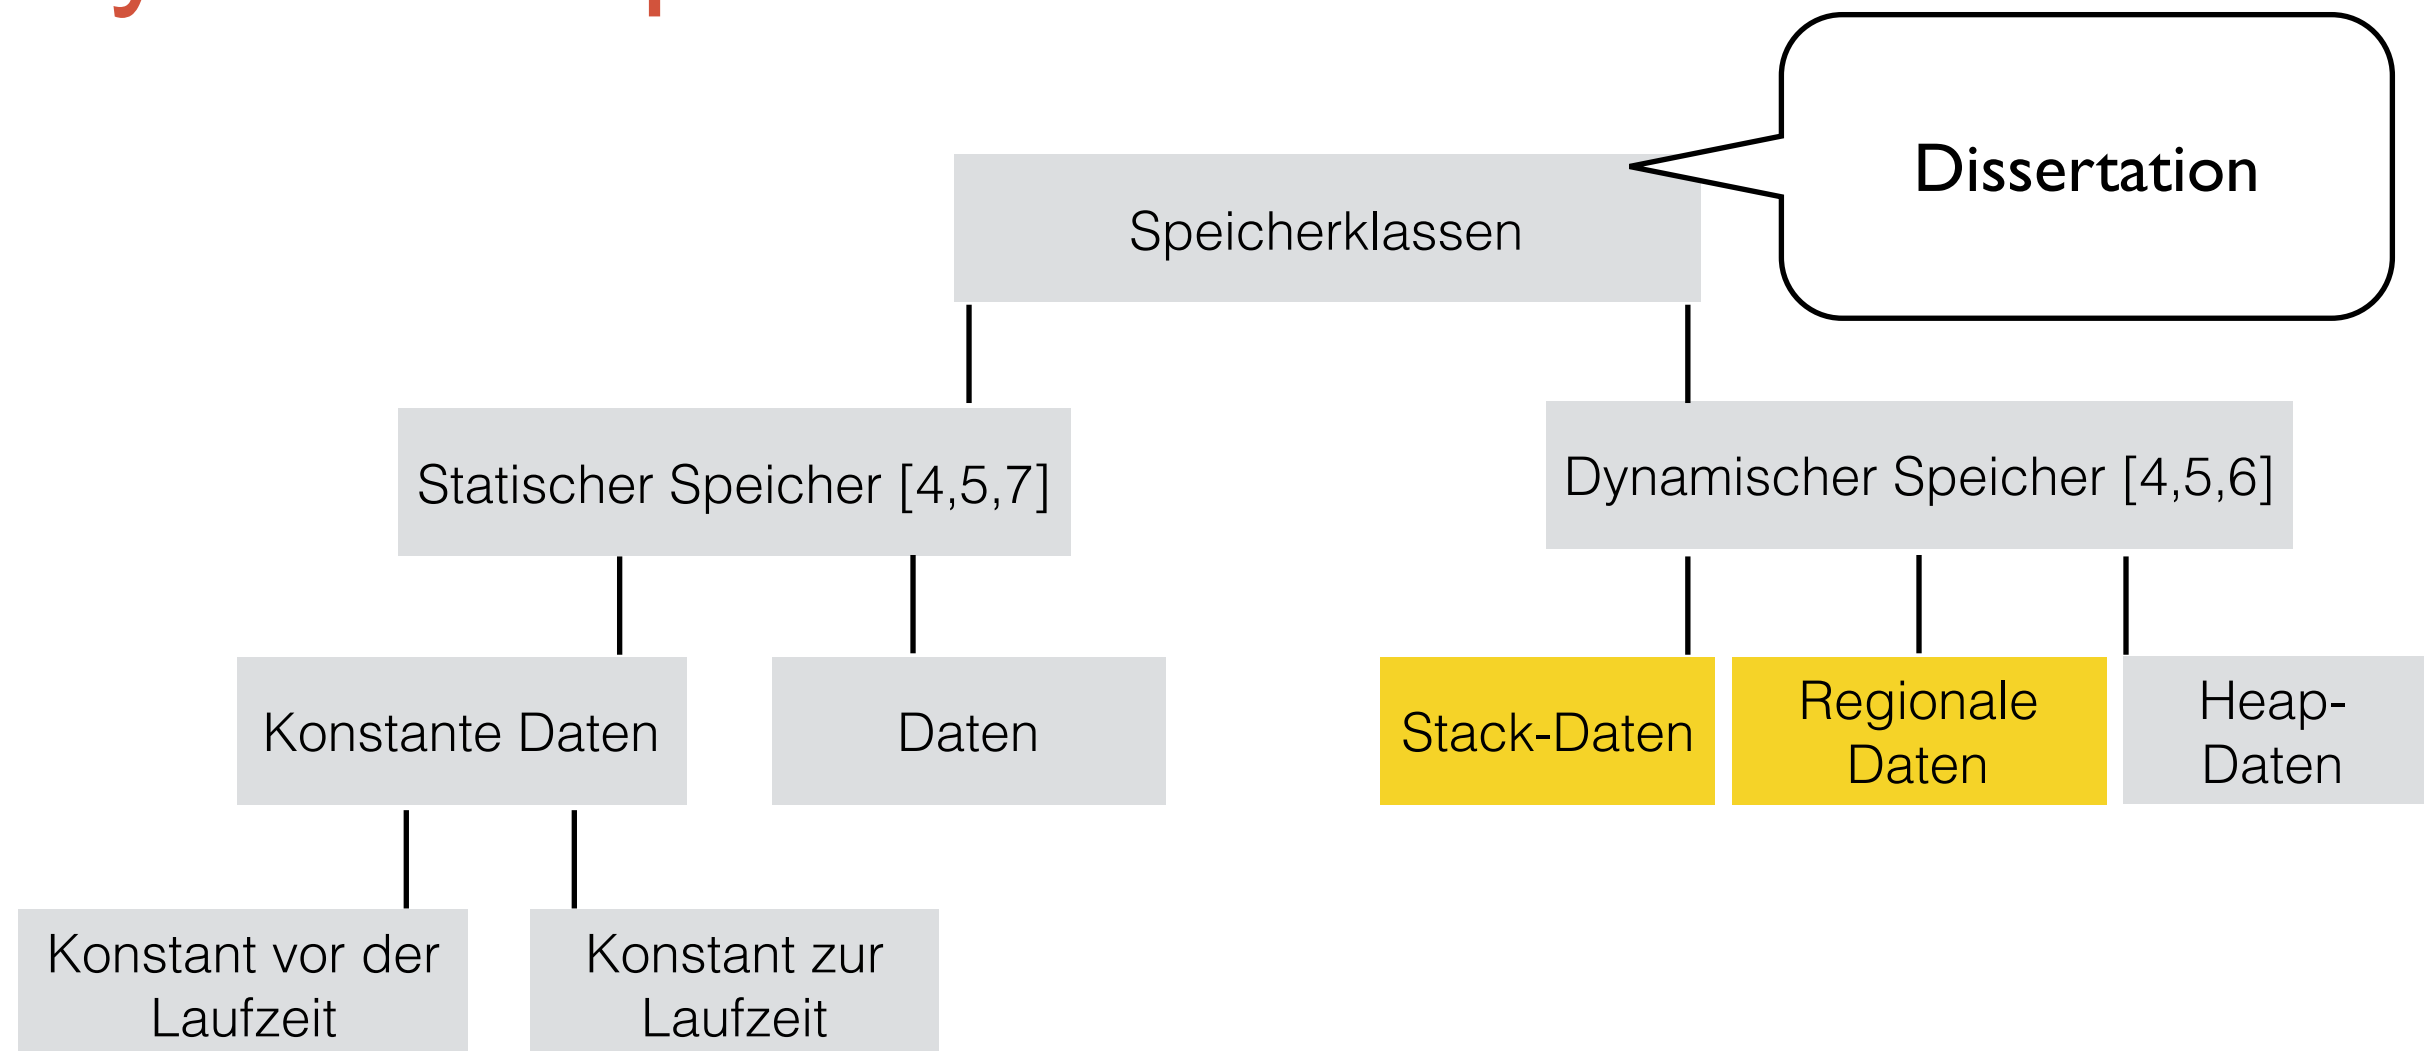 Dissertation
Speicherklassen
Statischer Speicher [4,5,7]
Dynamischer Speicher [4,5,6]
Konstante Daten
Daten
Stack-Daten
Regionale
Daten
Heap-
Daten
Konstant vor der
Laufzeit
Konstant zur
Laufzeit